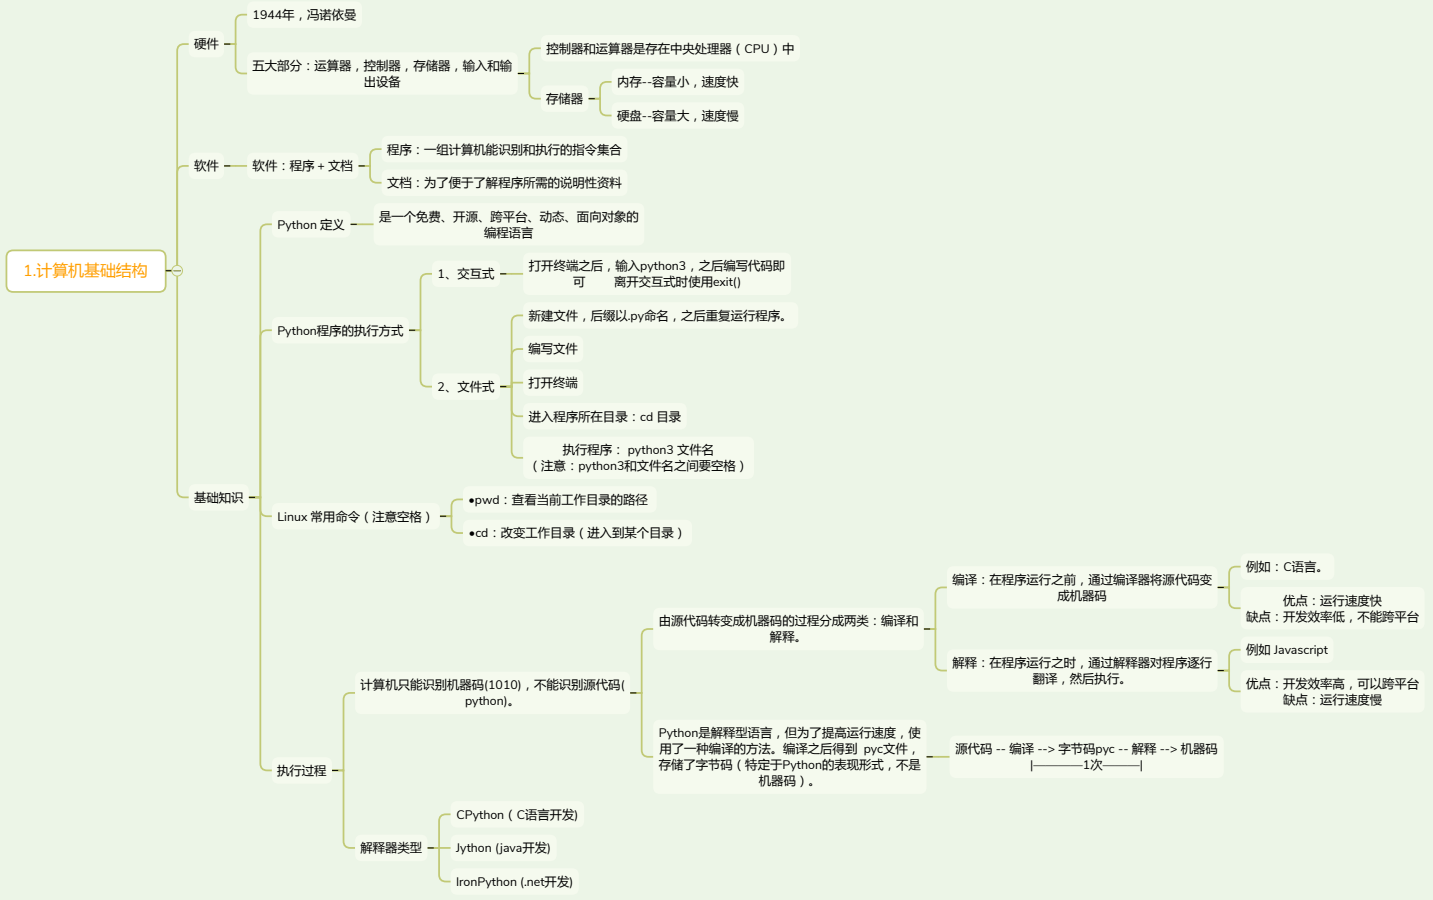 1.计算机基础结构
硬件
1944年，冯诺依曼
五大部分：运算器，控制器，存储器，输入和输
出设备
控制器和运算器是存在中央处理器（CPU）中
存储器
内存--容量小，速度快
硬盘--容量大，速度慢
软件
软件：程序 + 文档
程序：一组计算机能识别和执行的指令集合
文档：为了便于了解程序所需的说明性资料
基础知识
Python 定义
是一个免费、开源、跨平台、动态、面向对象的
编程语言
Python程序的执行方式
1、交互式
打开终端之后，输入python3，之后编写代码即
可 离开交互式时使用exit()
2、文件式
新建文件，后缀以.py命名，之后重复运行程序。
编写文件
打开终端
进入程序所在目录：cd 目录
执行程序： python3 文件名
（注意：python3和文件名之间要空格）
Linux 常用命令（注意空格）
•pwd：查看当前工作目录的路径
•cd：改变工作目录（进入到某个目录）
执行过程
计算机只能识别机器码(1010)，不能识别源代码(
python)。
由源代码转变成机器码的过程分成两类：编译和
解释。
编译：在程序运行之前，通过编译器将源代码变
成机器码
例如：C语言。
优点：运行速度快
缺点：开发效率低，不能跨平台
解释：在程序运行之时，通过解释器对程序逐行
翻译，然后执行。
例如 Javascript
优点：开发效率高，可以跨平台
缺点：运行速度慢
Python是解释型语言，但为了提高运行速度，使
用了一种编译的方法。编译之后得到 pyc文件，
存储了字节码（特定于Python的表现形式，不是
机器码）。
源代码 -- 编译 --> 字节码pyc -- 解释 --> 机器码
|————1次———|
解释器类型
CPython（ C语言开发)
Jython (java开发)
IronPython (.net开发)